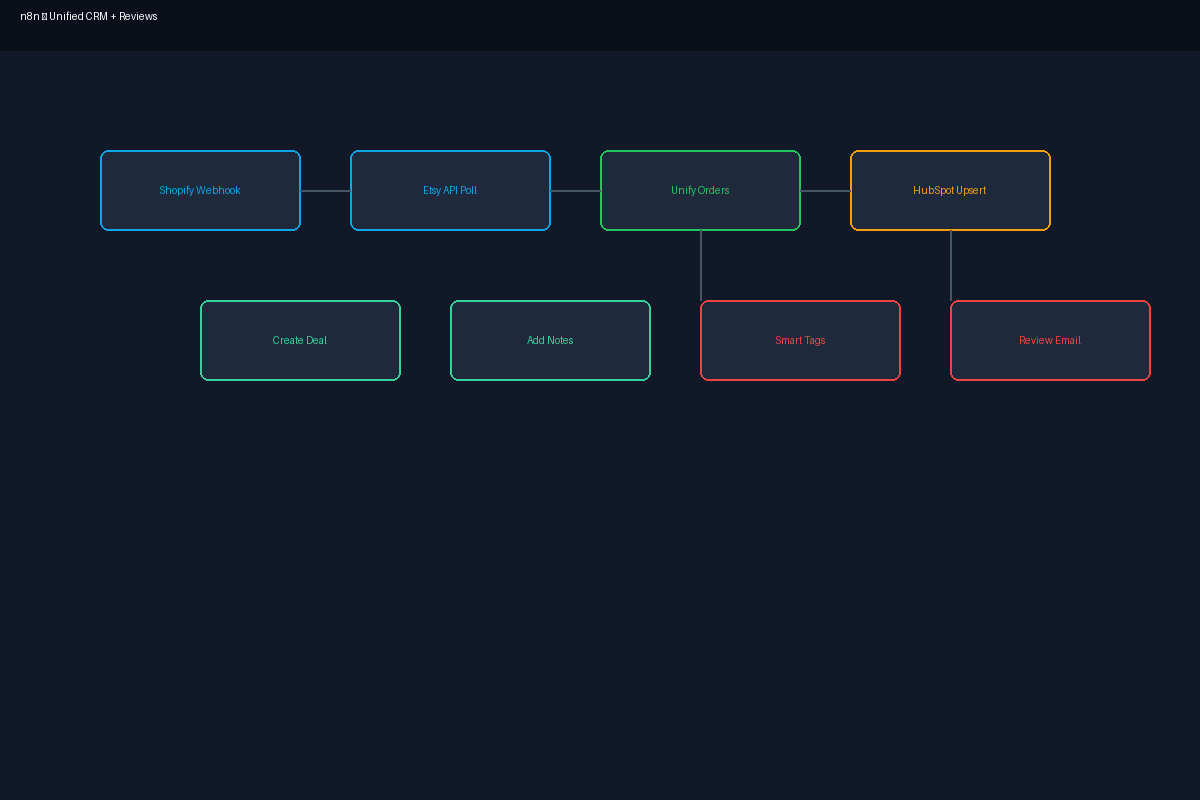 n8n Unified CRM + Reviews
Shopify Webhook
Etsy API Poll
Unify Orders
HubSpot Upsert
Create Deal
Add Notes
Smart Tags
Review Email